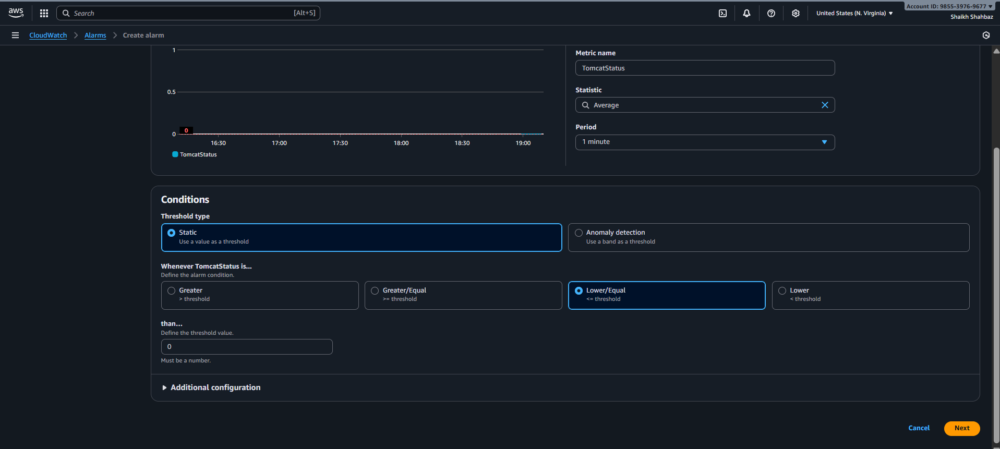 aws
Search
[Alt+S]
United States (N. Virginia)
Account ID: 9855-3976-9677
Shaikh Shahbaz
CloudWatch
Alarms
Create alarm
1
0.5
0
0
16:30
17:00
17:30
18:00
18:30
19:00
TomcatStatus
Metric name
TomcatStatus
Statistic
Average
Period
1 minute
Conditions
Threshold type
Static
Use a value as a threshold
Anomaly detection
Use a band as a threshold
Whenever TomcatStatus is...
Define the alarm condition.
Greater
> threshold
Greater/Equal
>= threshold
Lower/Equal
<= threshold
Lower
< threshold
than...
Define the threshold value.
0
Must be a number.
Additional configuration
Cancel
Next